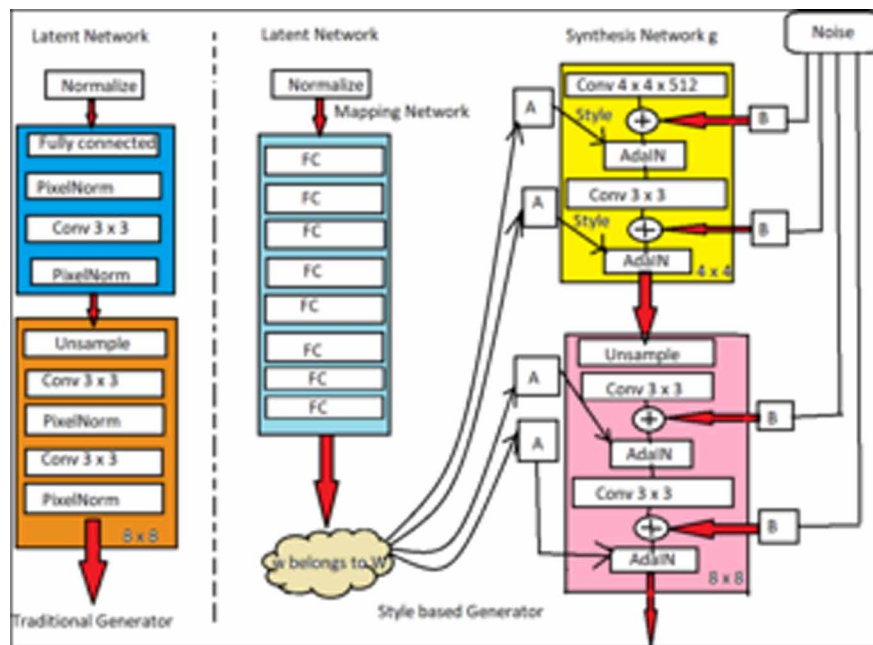 Latent Network
Normalize
Fully connected
PixelNorm
Conv 3 x 3
PixelNorm
Unsample
Conv 3 x 3
PixelNorm
Conv 3 x 3
PixelNorm
8 x 8
Traditional Generator
Latent Network
Normalize
Mapping Network
FC
FC
FC
FC
FC
FC
FC
FC
w belongs to W
Style based Generator
Synthesis Network g
Noise
Conv 4 x 4 x 512
A
Style
B
AdaIN
Conv 3 x 3
A
Style
B
AdaIN
4 x 4
Unsample
A
Conv 3 x 3
B
A
AdaIN
Conv 3 x 3
B
AdaIN
8 x 8